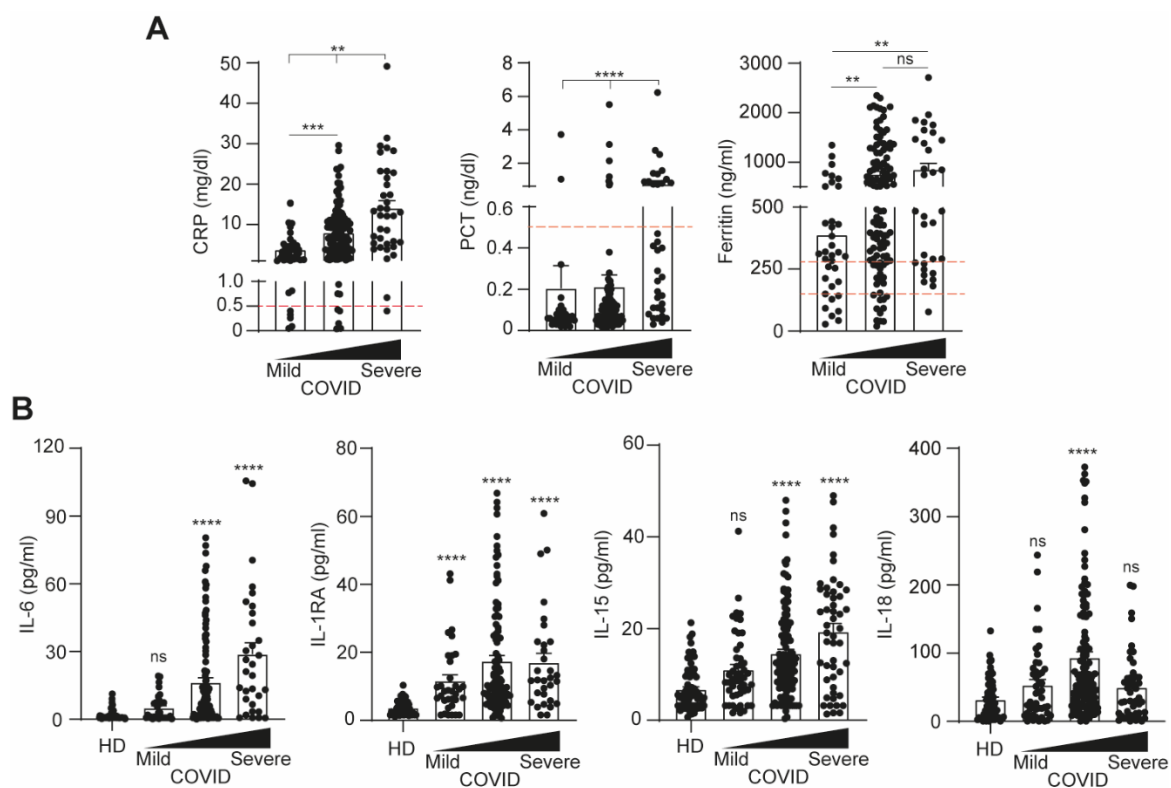 A
CRP (mg/dl)
50
40
30
20
10
1.0
0.5
0
**
***
Mild
Severe
COVID
PCT (ng/dl)
8
6
4
2
0.6
0.4
0.2
0
****
Mild
Severe
COVID
Ferritin (ng/ml)
3000
2000
1000
500
250
0
**
ns
**
Mild
Severe
COVID
B
IL-6 (pg/ml)
120
90
60
30
0
ns
****
****
HD
Mild
Severe
COVID
IL-1RA (pg/ml)
80
60
40
20
0
****
****
****
HD
Mild
Severe
COVID
IL-15 (pg/ml)
60
40
20
0
ns
****
****
HD
Mild
Severe
COVID
IL-18 (pg/ml)
400
300
200
100
0
ns
****
ns
HD
Mild
Severe
COVID